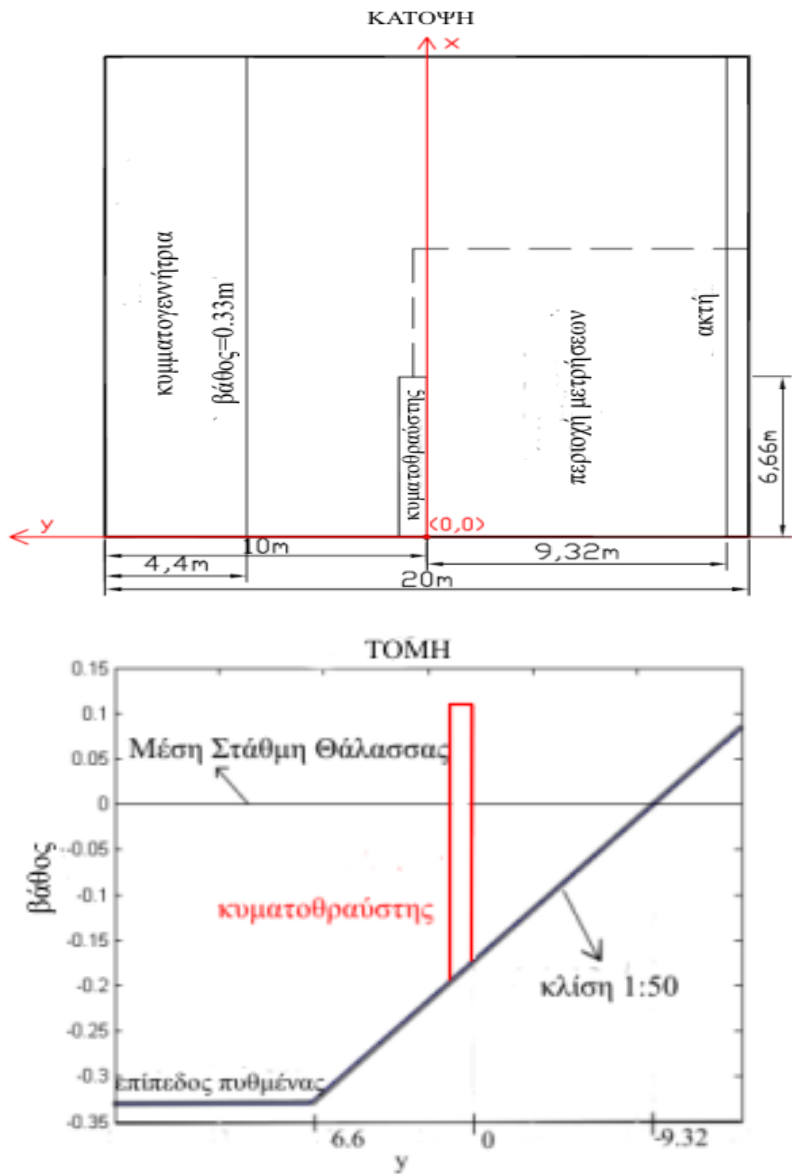 ΚΑΤΟΨΗ
x
κυμματογεννήτρια
βάθος=0.33m
κυματοθραύστης
περιοχή μετρήσεων
ακτή
6,66m
y
(0,0)
10m
9,32m
4,4m
20m
ΤΟΜΗ
0.15
0.1
Μέση Στάθμη Θάλασσας
0.05
0
-0.05
βάθος
-0.1
κυματοθραύστης
-0.15
κλίση 1:50
-0.2
-0.3
επίπεδος πυθμένας
-0.35
6.6
0
-9.32
y